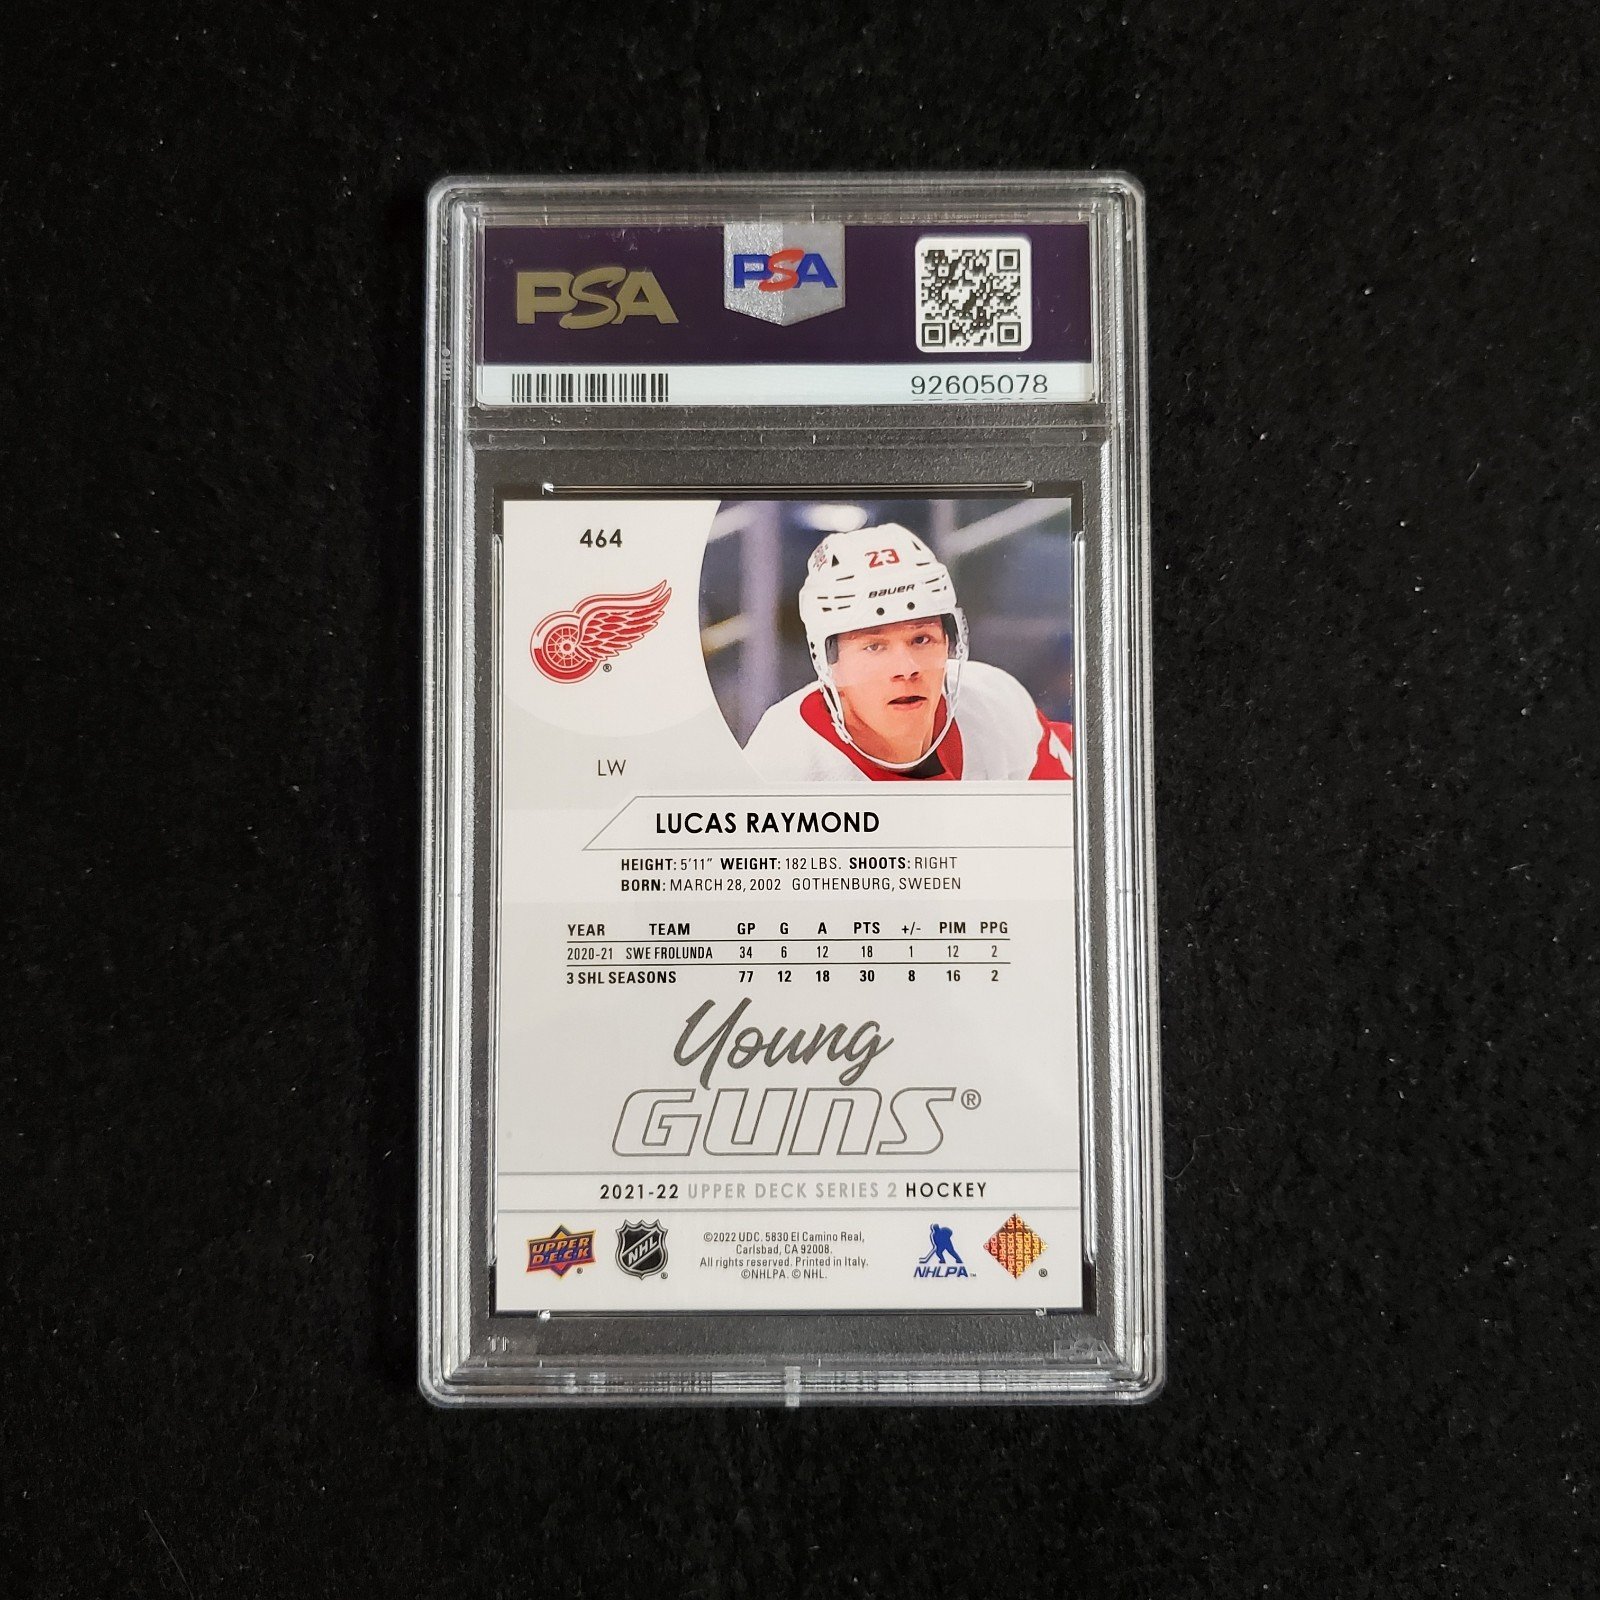 PSA
PSA
92605078
464
23
BAUER
®
LW
LUCAS RAYMOND
HEIGHT: 5'11" WEIGHT: 182 LBS. SHOOTS: RIGHT
BORN: MARCH 28, 2002 GOTHENBURG, SWEDEN
YEAR TEAM GP G A PTS +/- PIM PPG
2020-21 SWE FROLUNDA 34 6 12 18 1 12 2
3 SHL SEASONS 77 12 18 30 8 16 2
Young
GUNS®
2021-22 UPPER DECK SERIES 2 HOCKEY
UPPER
DECK
®
NHL
®
©2022 UDC. 5830 El Camino Real,
Carlsbad, CA 92008.
All rights reserved. Printed in Italy.
©NHLPA. © NHL.
NHLPA™
®